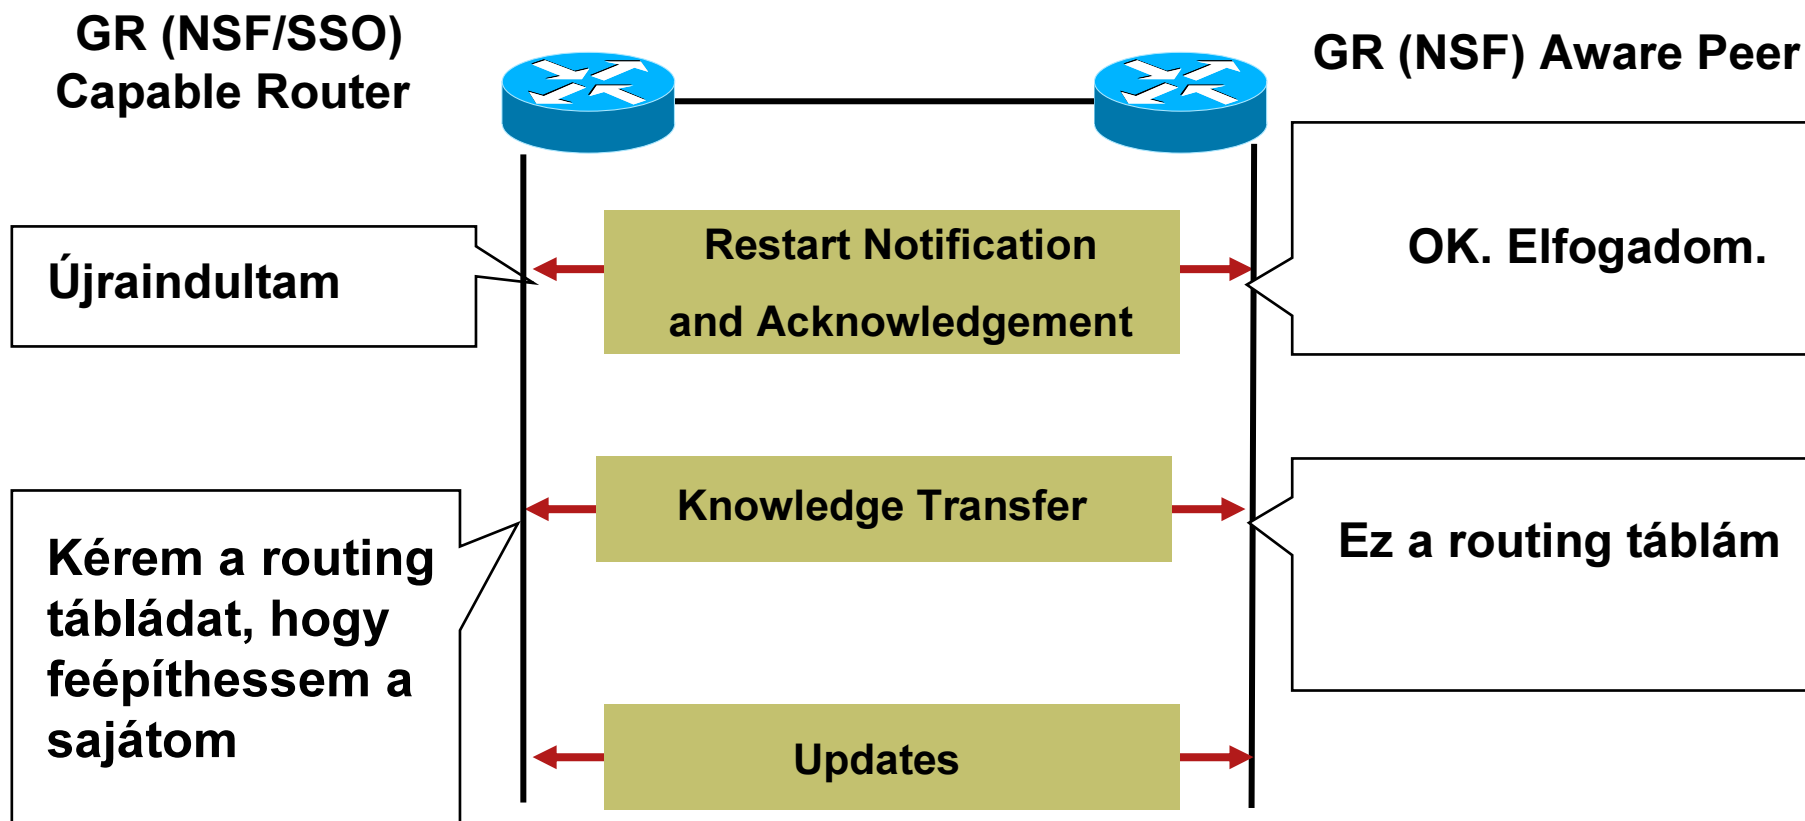 GR (NSF/SSO)
Capable Router
GR (NSF) Aware Peer
Újraindultam
Restart Notification
and Acknowledgement
OK. Elfogadom.
Kérem a routing
tábládat, hogy
feépíthessem a
sajátom
Knowledge Transfer
Ez a routing táblám
Updates